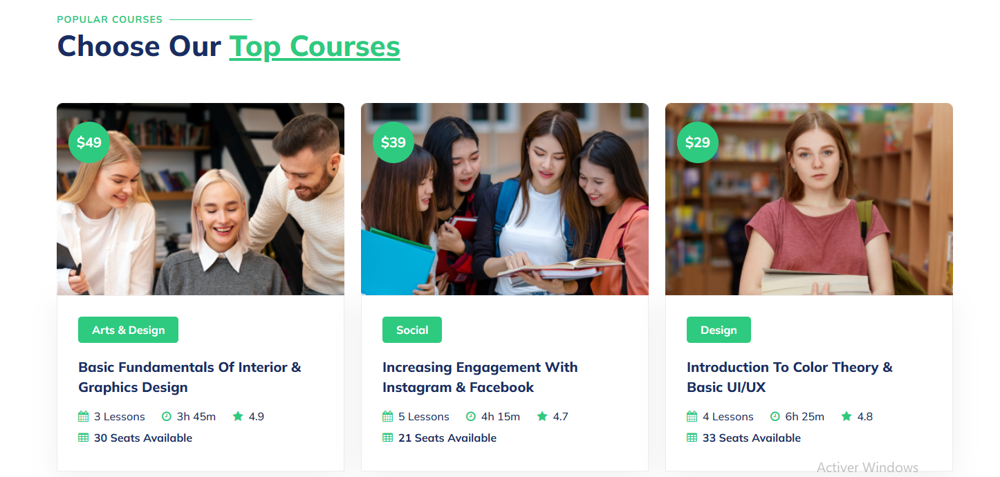 POPULAR COURSES
Choose Our Top Courses
$49
$39
$29
Arts & Design
Basic Fundamentals Of Interior &
Graphics Design
3 Lessons 3h 45m 4.9
30 Seats Available
Social
Increasing Engagement With
Instagram & Facebook
5 Lessons 4h 15m 4.7
21 Seats Available
Design
Introduction To Color Theory &
Basic UI/UX
4 Lessons 6h 25m 4.8
33 Seats Available
Activer Windows